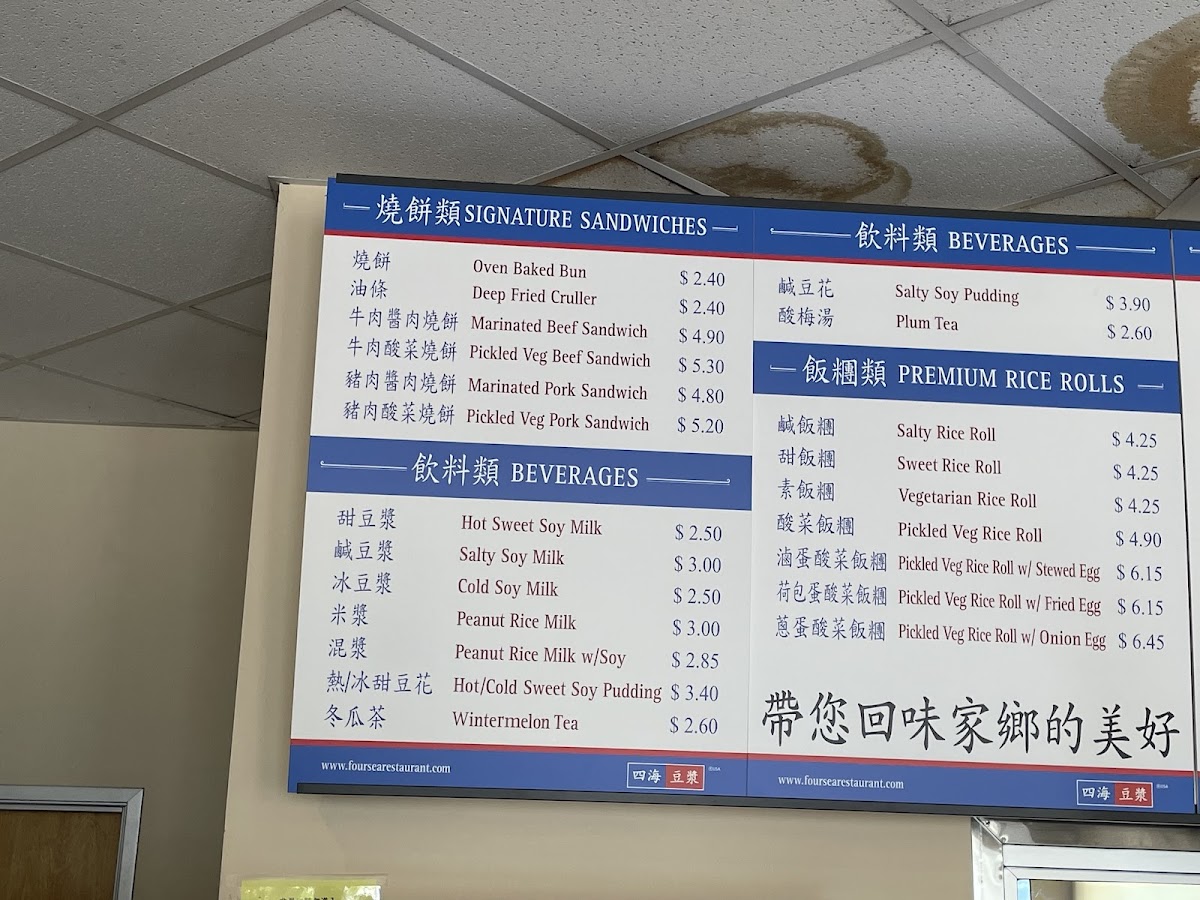 燒餅類 SIGNATURE SANDWICHES
燒餅 Oven Baked Bun $ 2.40
油條 Deep Fried Cruller $ 2.40
牛肉醬肉燒餅 Marinated Beef Sandwich $ 4.90
牛肉酸菜燒餅 Pickled Veg Beef Sandwich $ 5.30
豬肉醬肉燒餅 Marinated Pork Sandwich $ 4.80
豬肉酸菜燒餅 Pickled Veg Pork Sandwich $ 5.20
飲料類 BEVERAGES
甜豆漿 Hot Sweet Soy Milk $ 2.50
鹹豆漿 Salty Soy Milk $ 3.00
冰豆漿 Cold Soy Milk $ 2.50
米漿 Peanut Rice Milk $ 3.00
混漿 Peanut Rice Milk w/Soy $ 2.85
熱/冰甜豆花 Hot/Cold Sweet Soy Pudding $ 3.40
冬瓜茶 Wintermelon Tea $ 2.60
www.foursearestaurant.com
四海 豆漿
飲料類 BEVERAGES
鹹豆花 Salty Soy Pudding $ 3.90
酸梅湯 Plum Tea $ 2.60
飯糰類 PREMIUM RICE ROLLS
鹹飯糰 Salty Rice Roll $ 4.25
甜飯糰 Sweet Rice Roll $ 4.25
素飯糰 Vegetarian Rice Roll $ 4.25
酸菜飯糰 Pickled Veg Rice Roll $ 4.90
滷蛋酸菜飯糰 Pickled Veg Rice Roll w/ Stewed Egg $ 6.15
荷包蛋酸菜飯糰 Pickled Veg Rice Roll w/ Fried Egg $ 6.15
蔥蛋酸菜飯糰 Pickled Veg Rice Roll w/ Onion Egg $ 6.45
帶您回味家鄉的美好
www.foursearestaurant.com
四海 豆漿